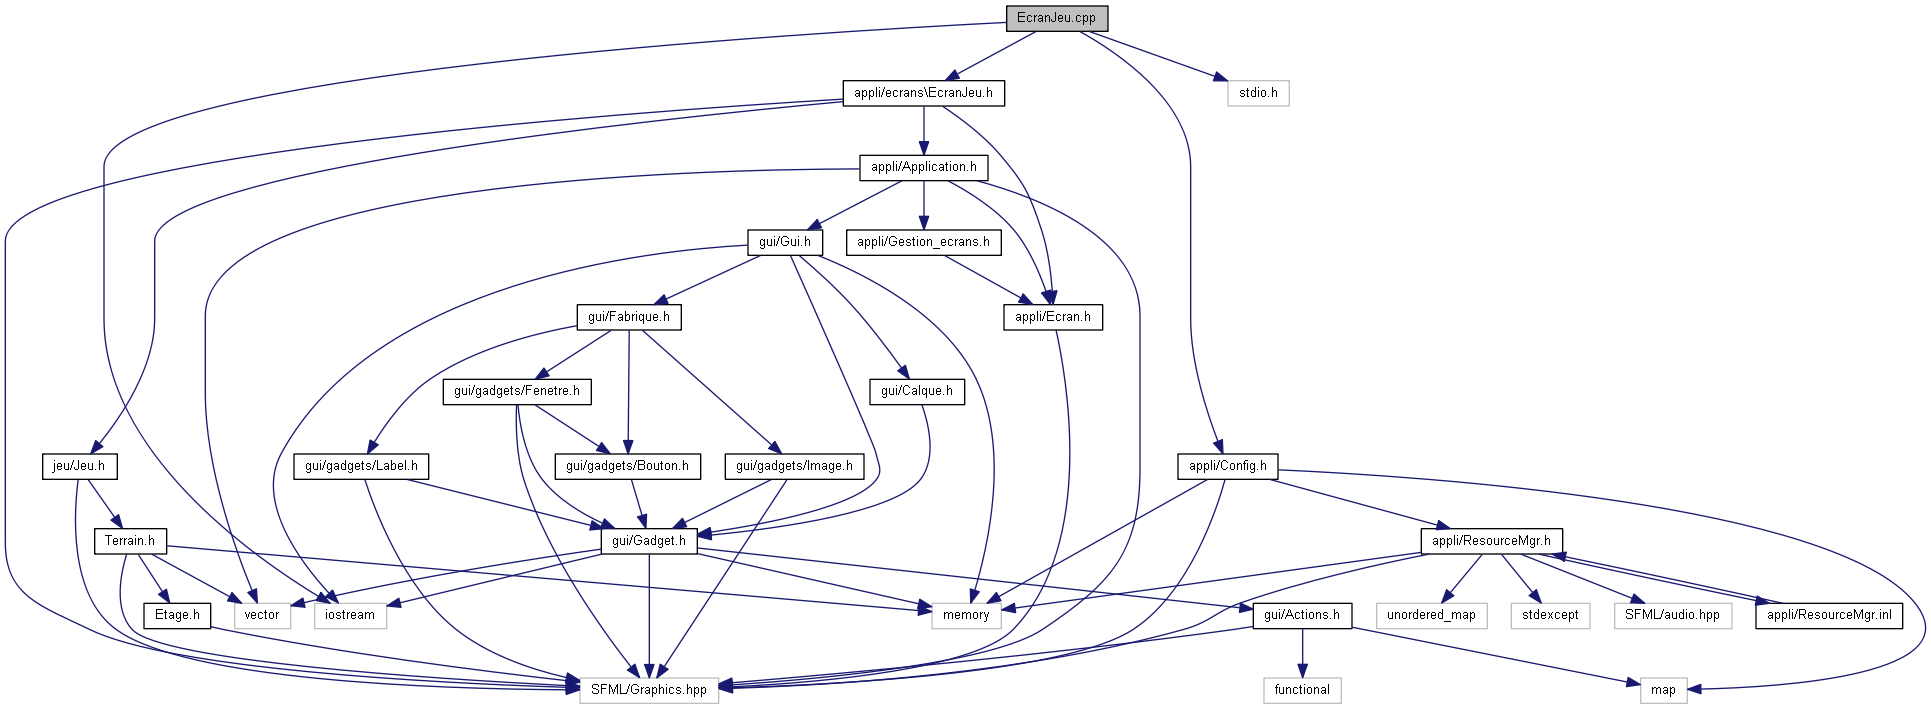 EcranJeu.cpp
appli/ecrans\EcranJeu.h
stdio.h
appli/Application.h
gui/Gui.h
appli/Gestion_ecrans.h
gui/Fabrique.h
appli/Ecran.h
gui/gadgets/Fenetre.h
gui/Calque.h
jeu/Jeu.h
gui/gadgets/Label.h
gui/gadgets/Bouton.h
gui/gadgets/Image.h
appli/Config.h
Terrain.h
gui/Gadget.h
appli/ResourceMgr.h
Etage.h
vector
iostream
memory
gui/Actions.h
unordered_map
stdexcept
SFML/audio.hpp
appli/ResourceMgr.inl
SFML/Graphics.hpp
functional
map